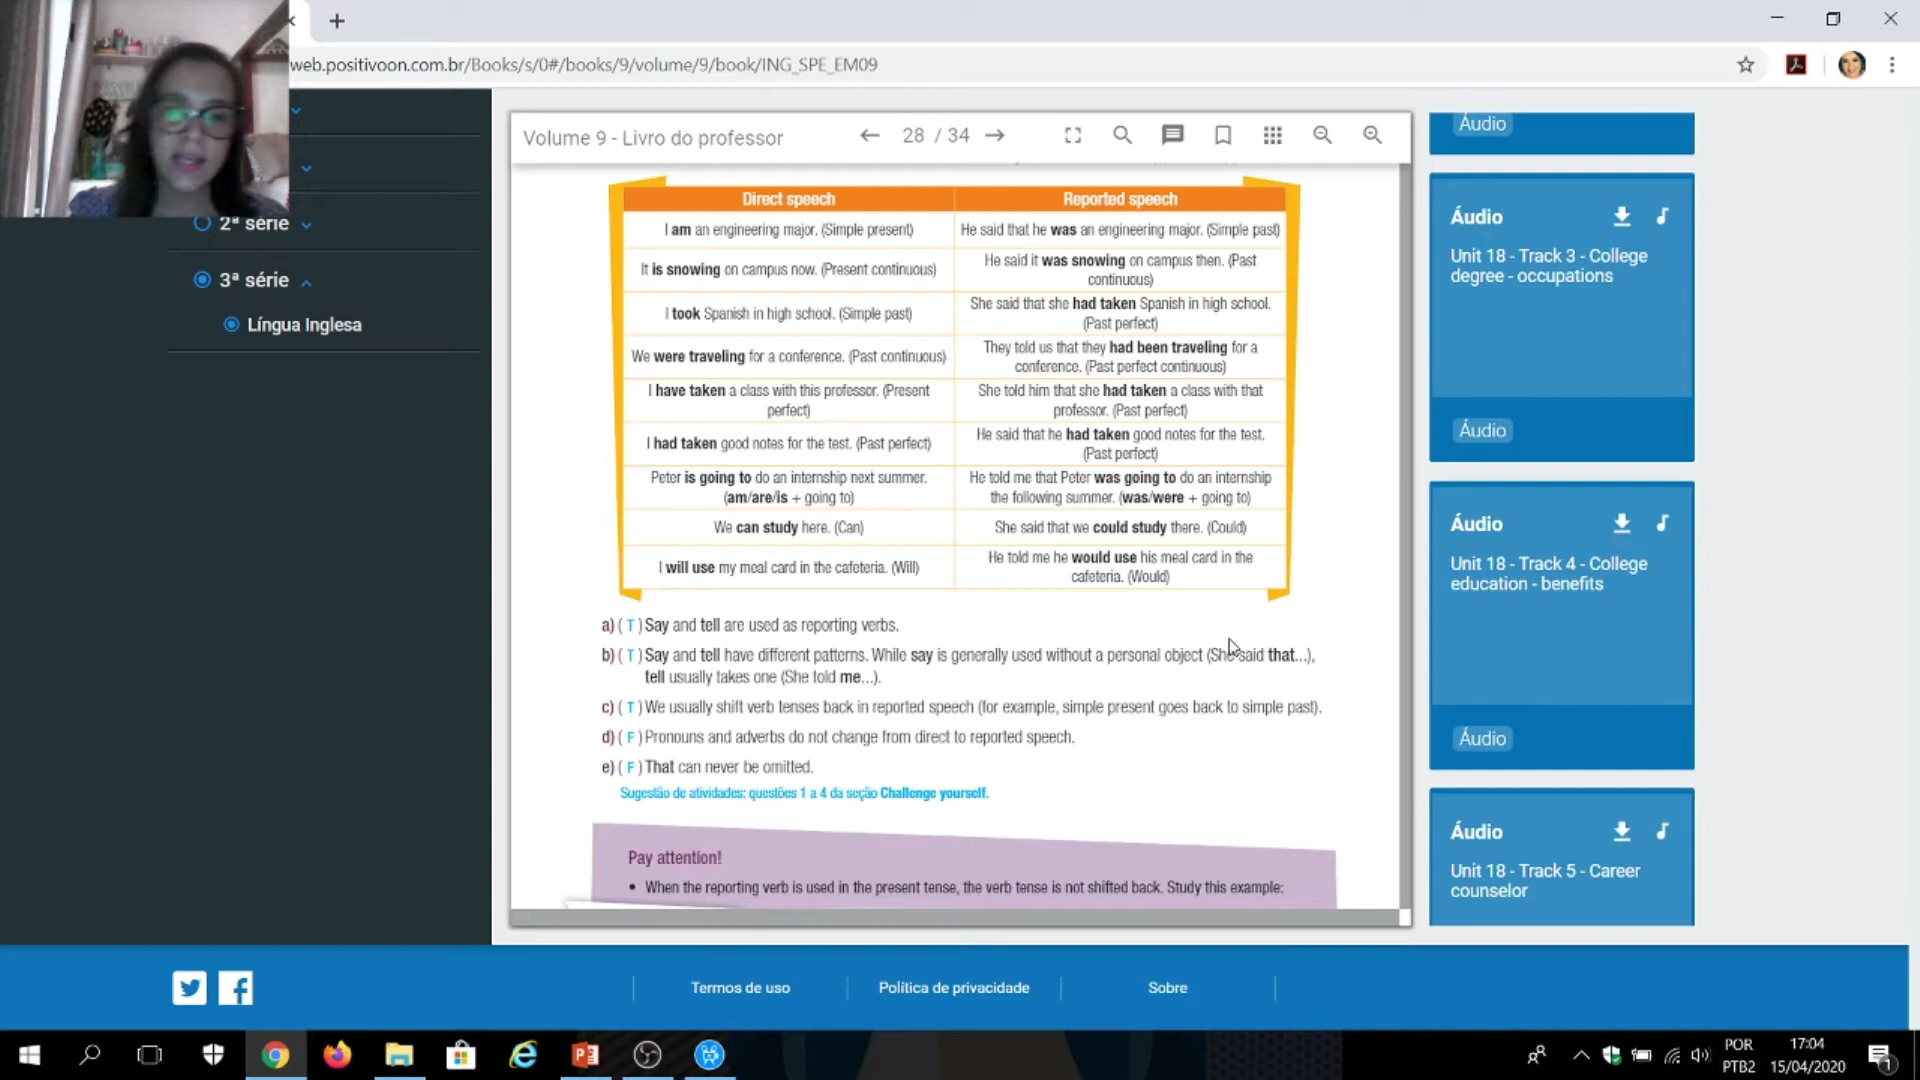 web.positivoon.com.br/Books/s/0#/books/9/volume/9/book/ING_SPE_EM09
2ª série
3ª série
Língua Inglesa
Volume 9 - Livro do professor
28 / 34
Direct speech
Reported speech
I am an engineering major. (Simple present)
He said that he was an engineering major. (Simple past)
It is snowing on campus now. (Present continuous)
He said it was snowing on campus then. (Past
continuous)
I took Spanish in high school. (Simple past)
She said that she had taken Spanish in high school.
(Past perfect)
We were traveling for a conference. (Past continuous)
They told us that they had been traveling for a
conference. (Past perfect continuous)
I have taken a class with this professor. (Present
perfect)
She told him that she had taken a class with that
professor. (Past perfect)
I had taken good notes for the test. (Past perfect)
He said that he had taken good notes for the test.
(Past perfect)
Peter is going to do an internship next summer.
(am/are/is + going to)
He told me that Peter was going to do an internship
the following summer. (was/were + going to)
We can study here. (Can)
She said that we could study there. (Could)
I will use my meal card in the cafeteria. (Will)
He told me he would use his meal card in the
cafeteria. (Would)
a) ( T ) Say and tell are used as reporting verbs.
b) ( T ) Say and tell have different patterns. While say is generally used without a personal object (She said that...),
tell usually takes one (She told me...).
c) ( T ) We usually shift verb tenses back in reported speech (for example, simple present goes back to simple past).
d) ( F ) Pronouns and adverbs do not change from direct to reported speech.
e) ( F ) That can never be omitted.
Sugestão de atividades: questões 1 a 4 da seção Challenge yourself.
Pay attention!
• When the reporting verb is used in the present tense, the verb tense is not shifted back. Study this example:
Áudio
Áudio
Unit 18 - Track 3 - College
degree - occupations
Áudio
Áudio
Unit 18 - Track 4 - College
education - benefits
Áudio
Áudio
Unit 18 - Track 5 - Career
counselor
Termos de uso
Política de privacidade
Sobre
POR
PTB2
17:04
15/04/2020
1